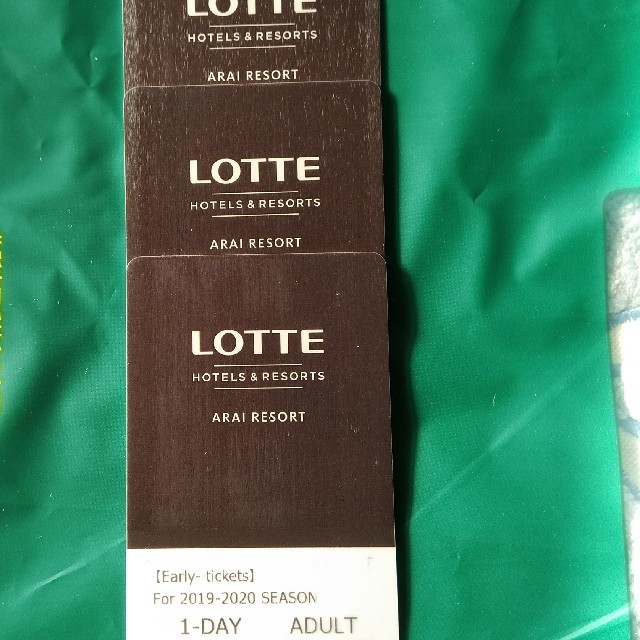 LOTTE
HOTELS & RESORTS
ARAI RESORT
LOTTE
HOTELS & RESORTS
ARAI RESORT
LOTTE
HOTELS & RESORTS
ARAI RESORT
【Early- tickets】
For 2019-2020 SEASON
1-DAY ADULT